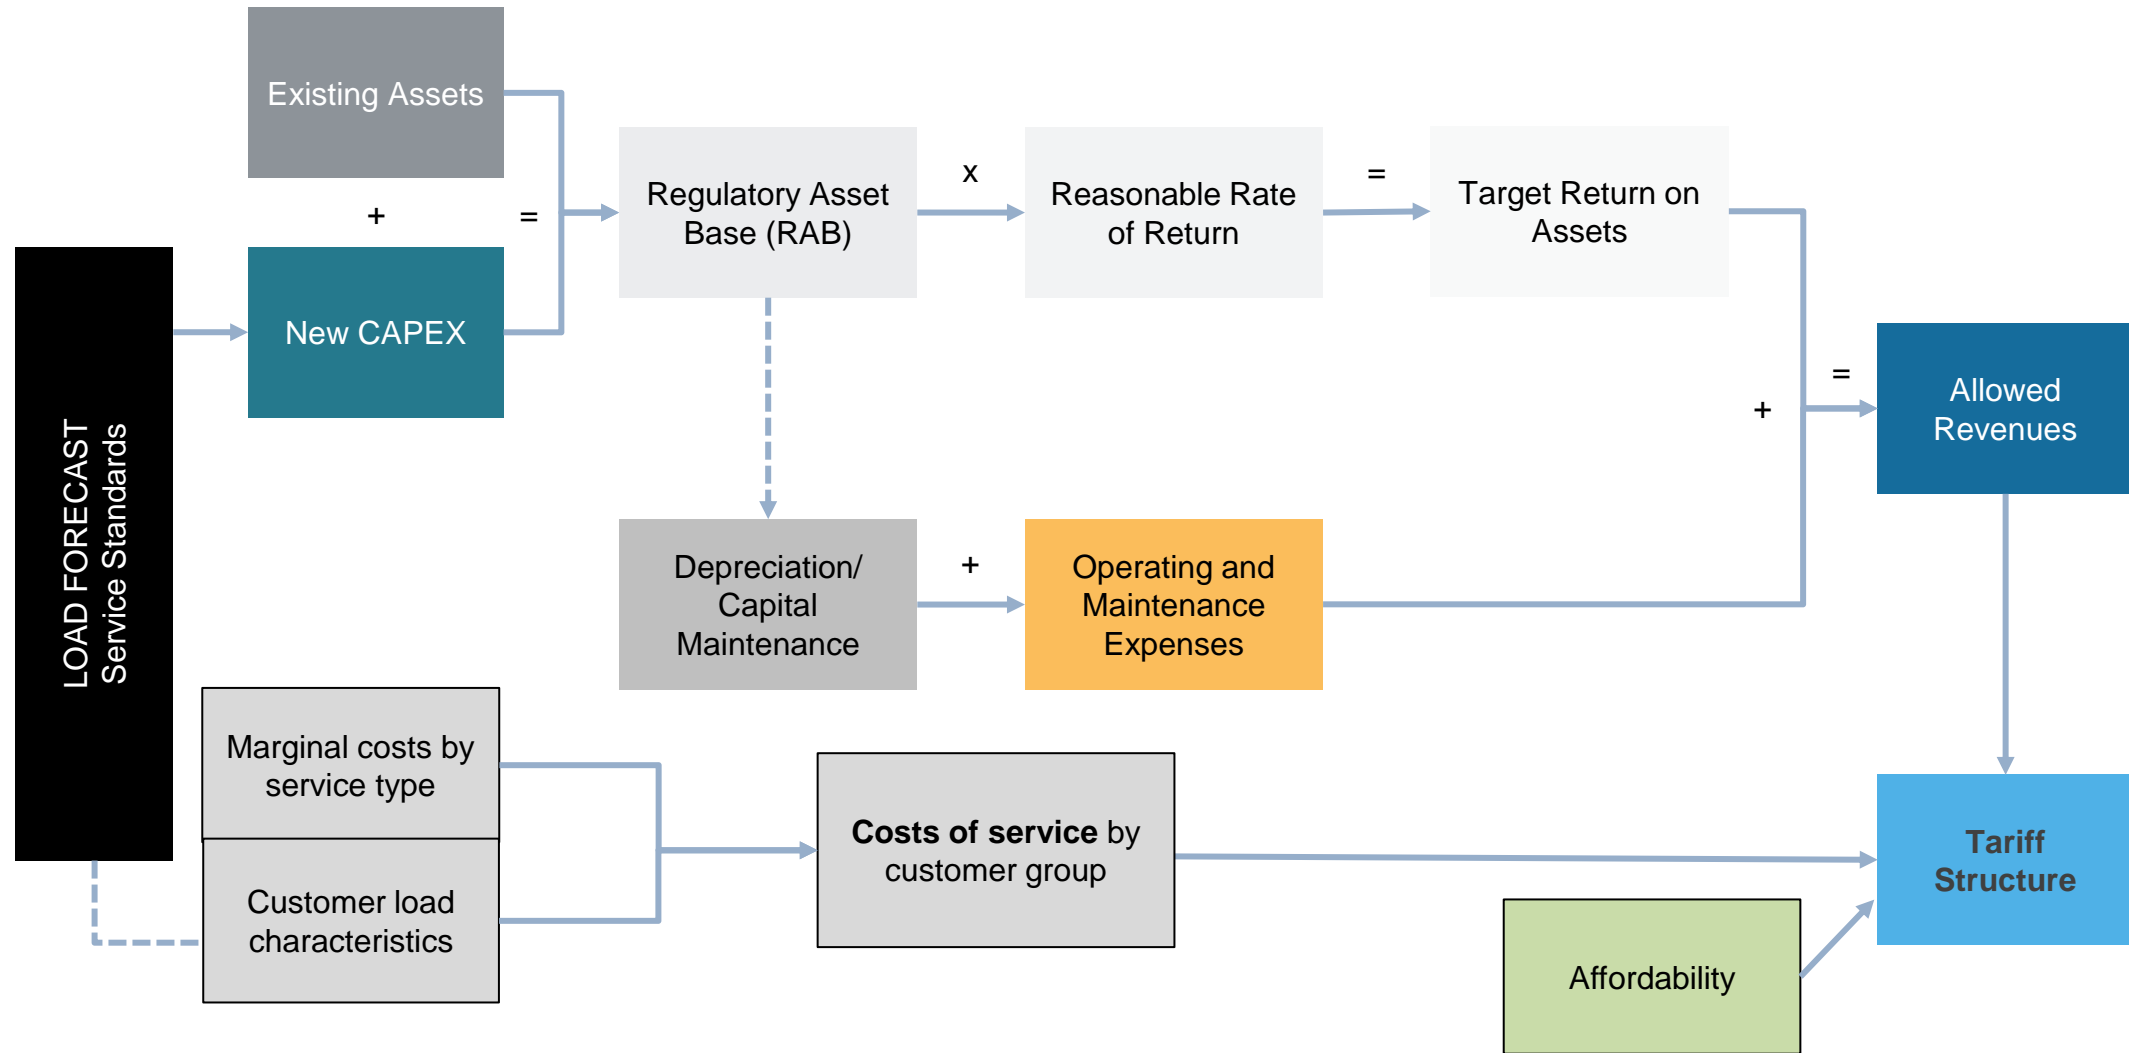 Existing Assets
+
=
New CAPEX
LOAD FORECAST
Service Standards
Regulatory Asset
Base (RAB)
x
Reasonable Rate
of Return
=
Target Return on
Assets
+
=
Allowed
Revenues
Depreciation/
Capital
Maintenance
+
Operating and
Maintenance
Expenses
Marginal costs by
service type
Customer load
characteristics
Costs of service by
customer group
Tariff
Structure
Affordability